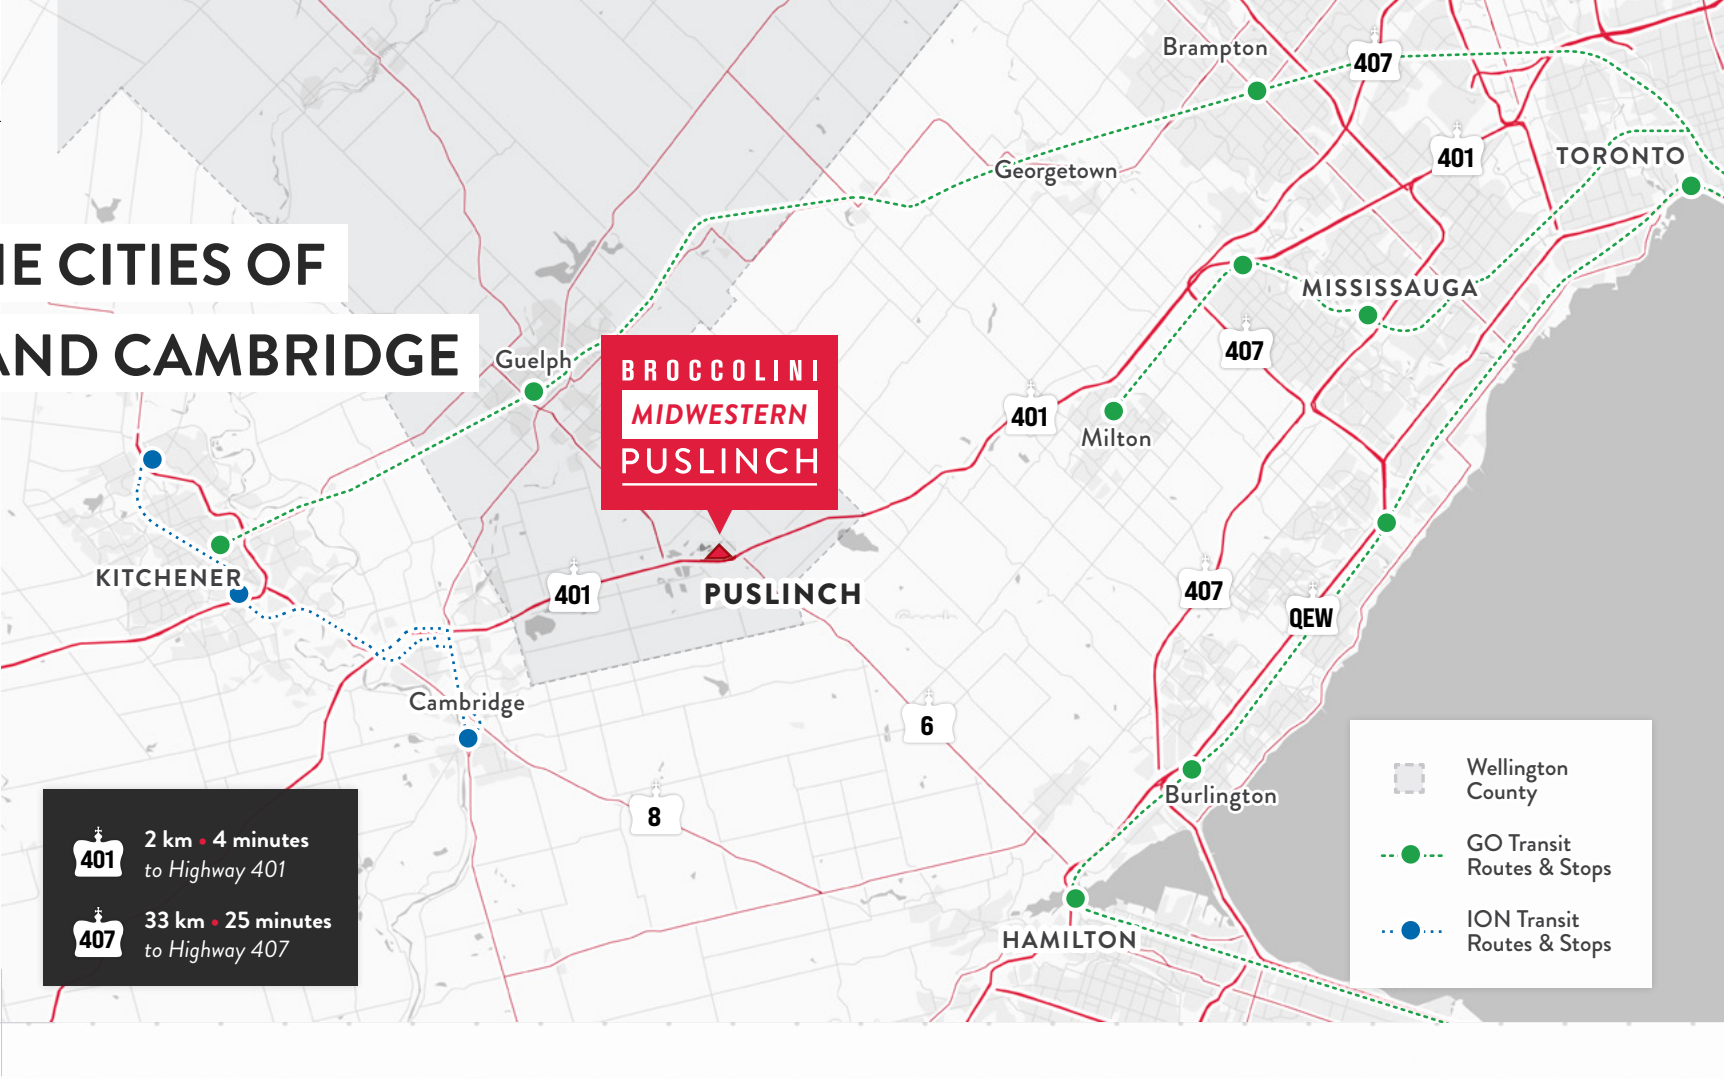 Brampton
407
401
TORONTO
Georgetown
CITIES OF
MISSISSAUGA
AND CAMBRIDGE
407
Guelph
BROCCOLINI
MIDWESTERN
PUSLINCH
401
Milton
KITCHENER
401
PUSLINCH
407
QEW
Cambridge
6
8
Burlington
HAMILTON
401
2 km • 4 minutes
to Highway 401
407
33 km • 25 minutes
to Highway 407
Wellington
County
GO Transit
Routes & Stops
ION Transit
Routes & Stops